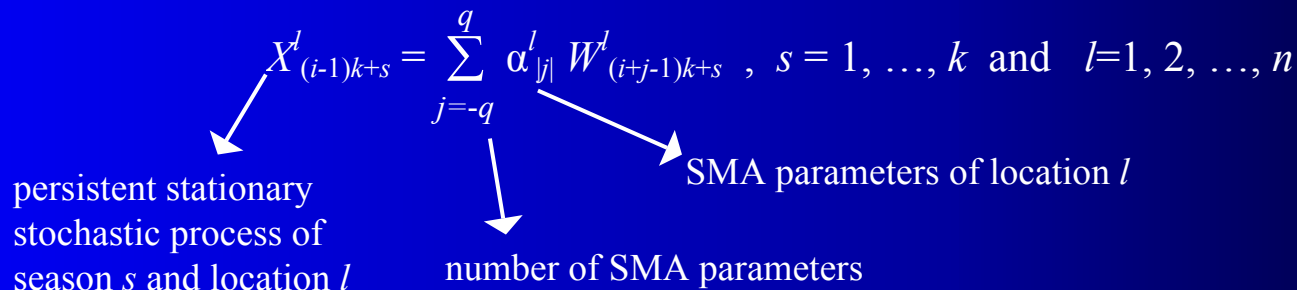 X^l_{(i-1)k+s} = \sum_{j=-q}^{q} α^l_{|j|} W^l_{(i+j-1)k+s} , s = 1, …, k and l=1, 2, …, n
SMA parameters of location l
persistent stationary
stochastic process of
season s and location l
number of SMA parameters